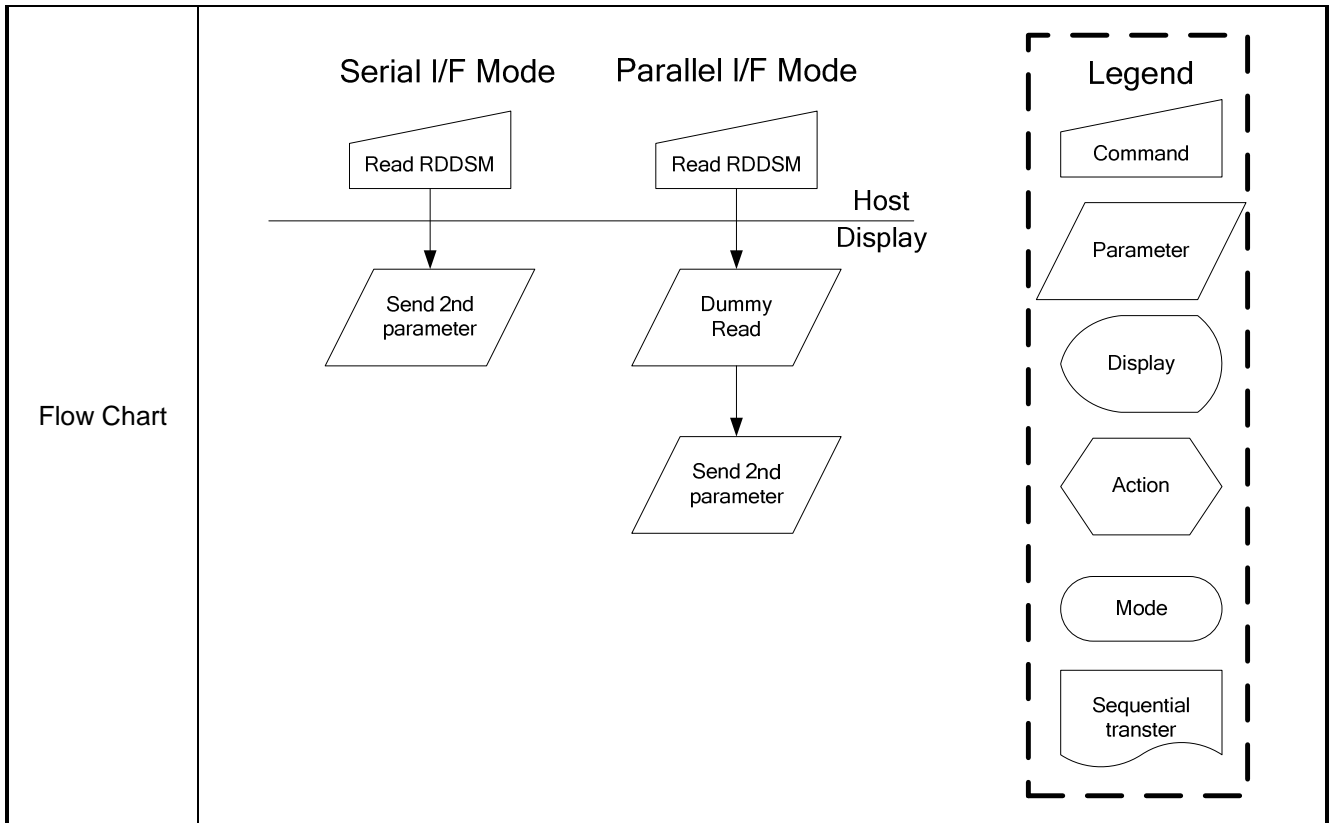 Flow Chart
Serial I/F Mode
Read RDDSM
Send 2nd
parameter
Parallel I/F Mode
Read RDDSM
Host
Display
Dummy
Read
Send 2nd
parameter
Legend
Command
Parameter
Display
Action
Mode
Sequential
transter